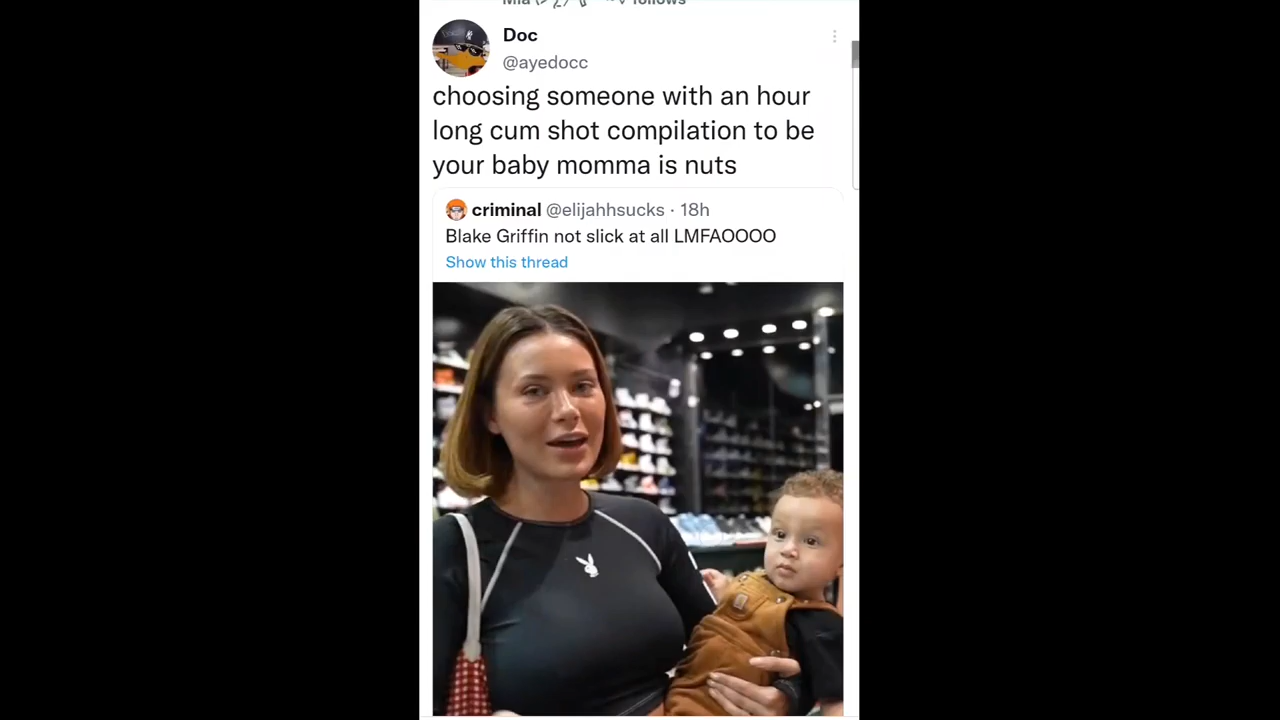 Doc
@ayedocc
choosing someone with an hour
long cum shot compilation to be
your baby momma is nuts
criminal @elijahhsucks · 18h
Blake Griffin not slick at all LMFAOOOO
Show this thread